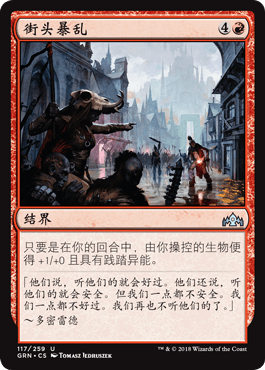 街头暴乱 4
结界
只要是在你的回合中，由你操控的生物便
得 +1/+0 且具有践踏异能。
「他们说，听他们的就会好过。他们还说，听
他们的就会安全。但我们一点都不安全。我
们一点都不好过。我们再也不听他们的了。」
～多密雷德
117/259 U
GRN • CS Tomasz Jedruszek
™ & © 2018 Wizards of the Coast